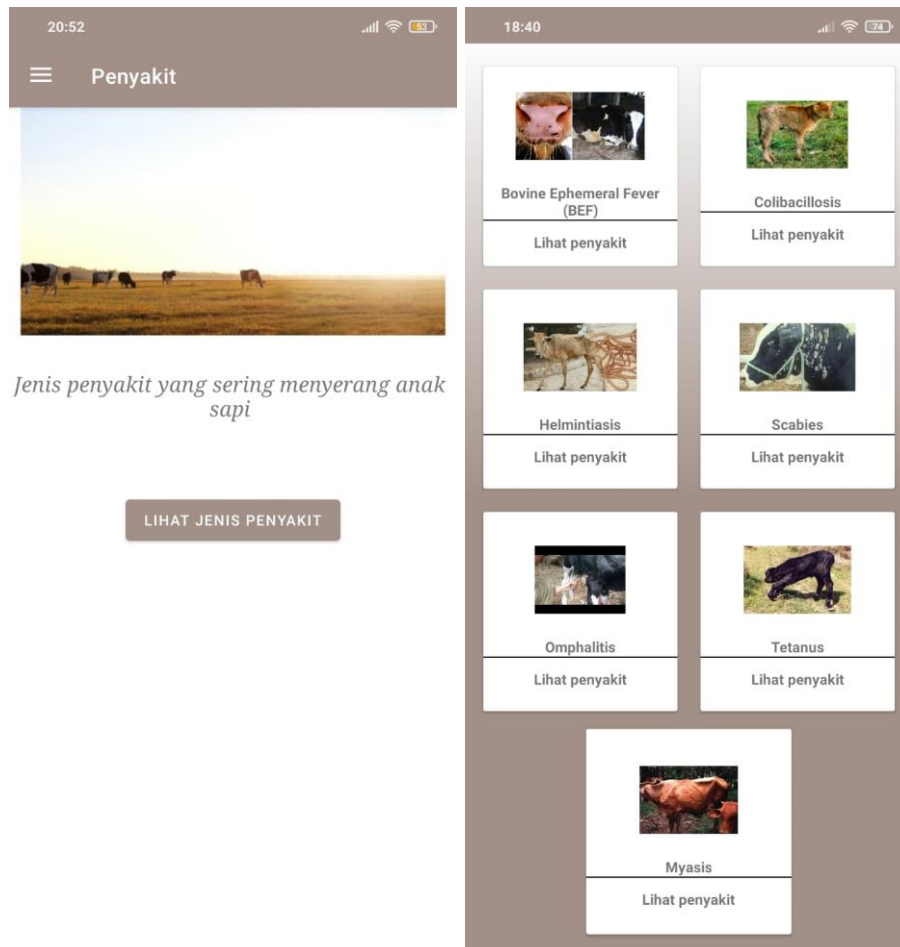 20:52
53
Penyakit
Jenis penyakit yang sering menyerang anak
sapi
LIHAT JENIS PENYAKIT
18:40
74
Bovine Ephemeral Fever
(BEF)
Lihat penyakit
Colibacillosis
Lihat penyakit
Helmintiasis
Lihat penyakit
Scabies
Lihat penyakit
Omphalitis
Lihat penyakit
Tetanus
Lihat penyakit
Myasis
Lihat penyakit